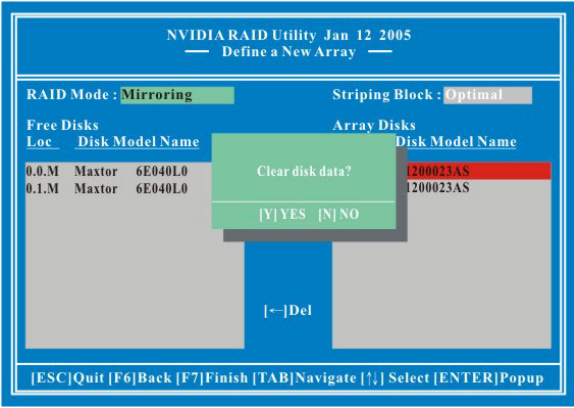 NVIDIA RAID Utility Jan 12 2005
Define a New Array
RAID Mode : Mirroring
Striping Block : Optimal
Free Disks
Array Disks
Loc Disk Model Name
Disk Model Name
0.0.M Maxtor 6E040L0
1200023AS
0.1.M Maxtor 6E040L0
1200023AS
Clear disk data?
[Y] YES [N] NO
[←]Del
[ESC]Quit [F6]Back [F7]Finish [TAB]Navigate [↑↓] Select [ENTER]Popup